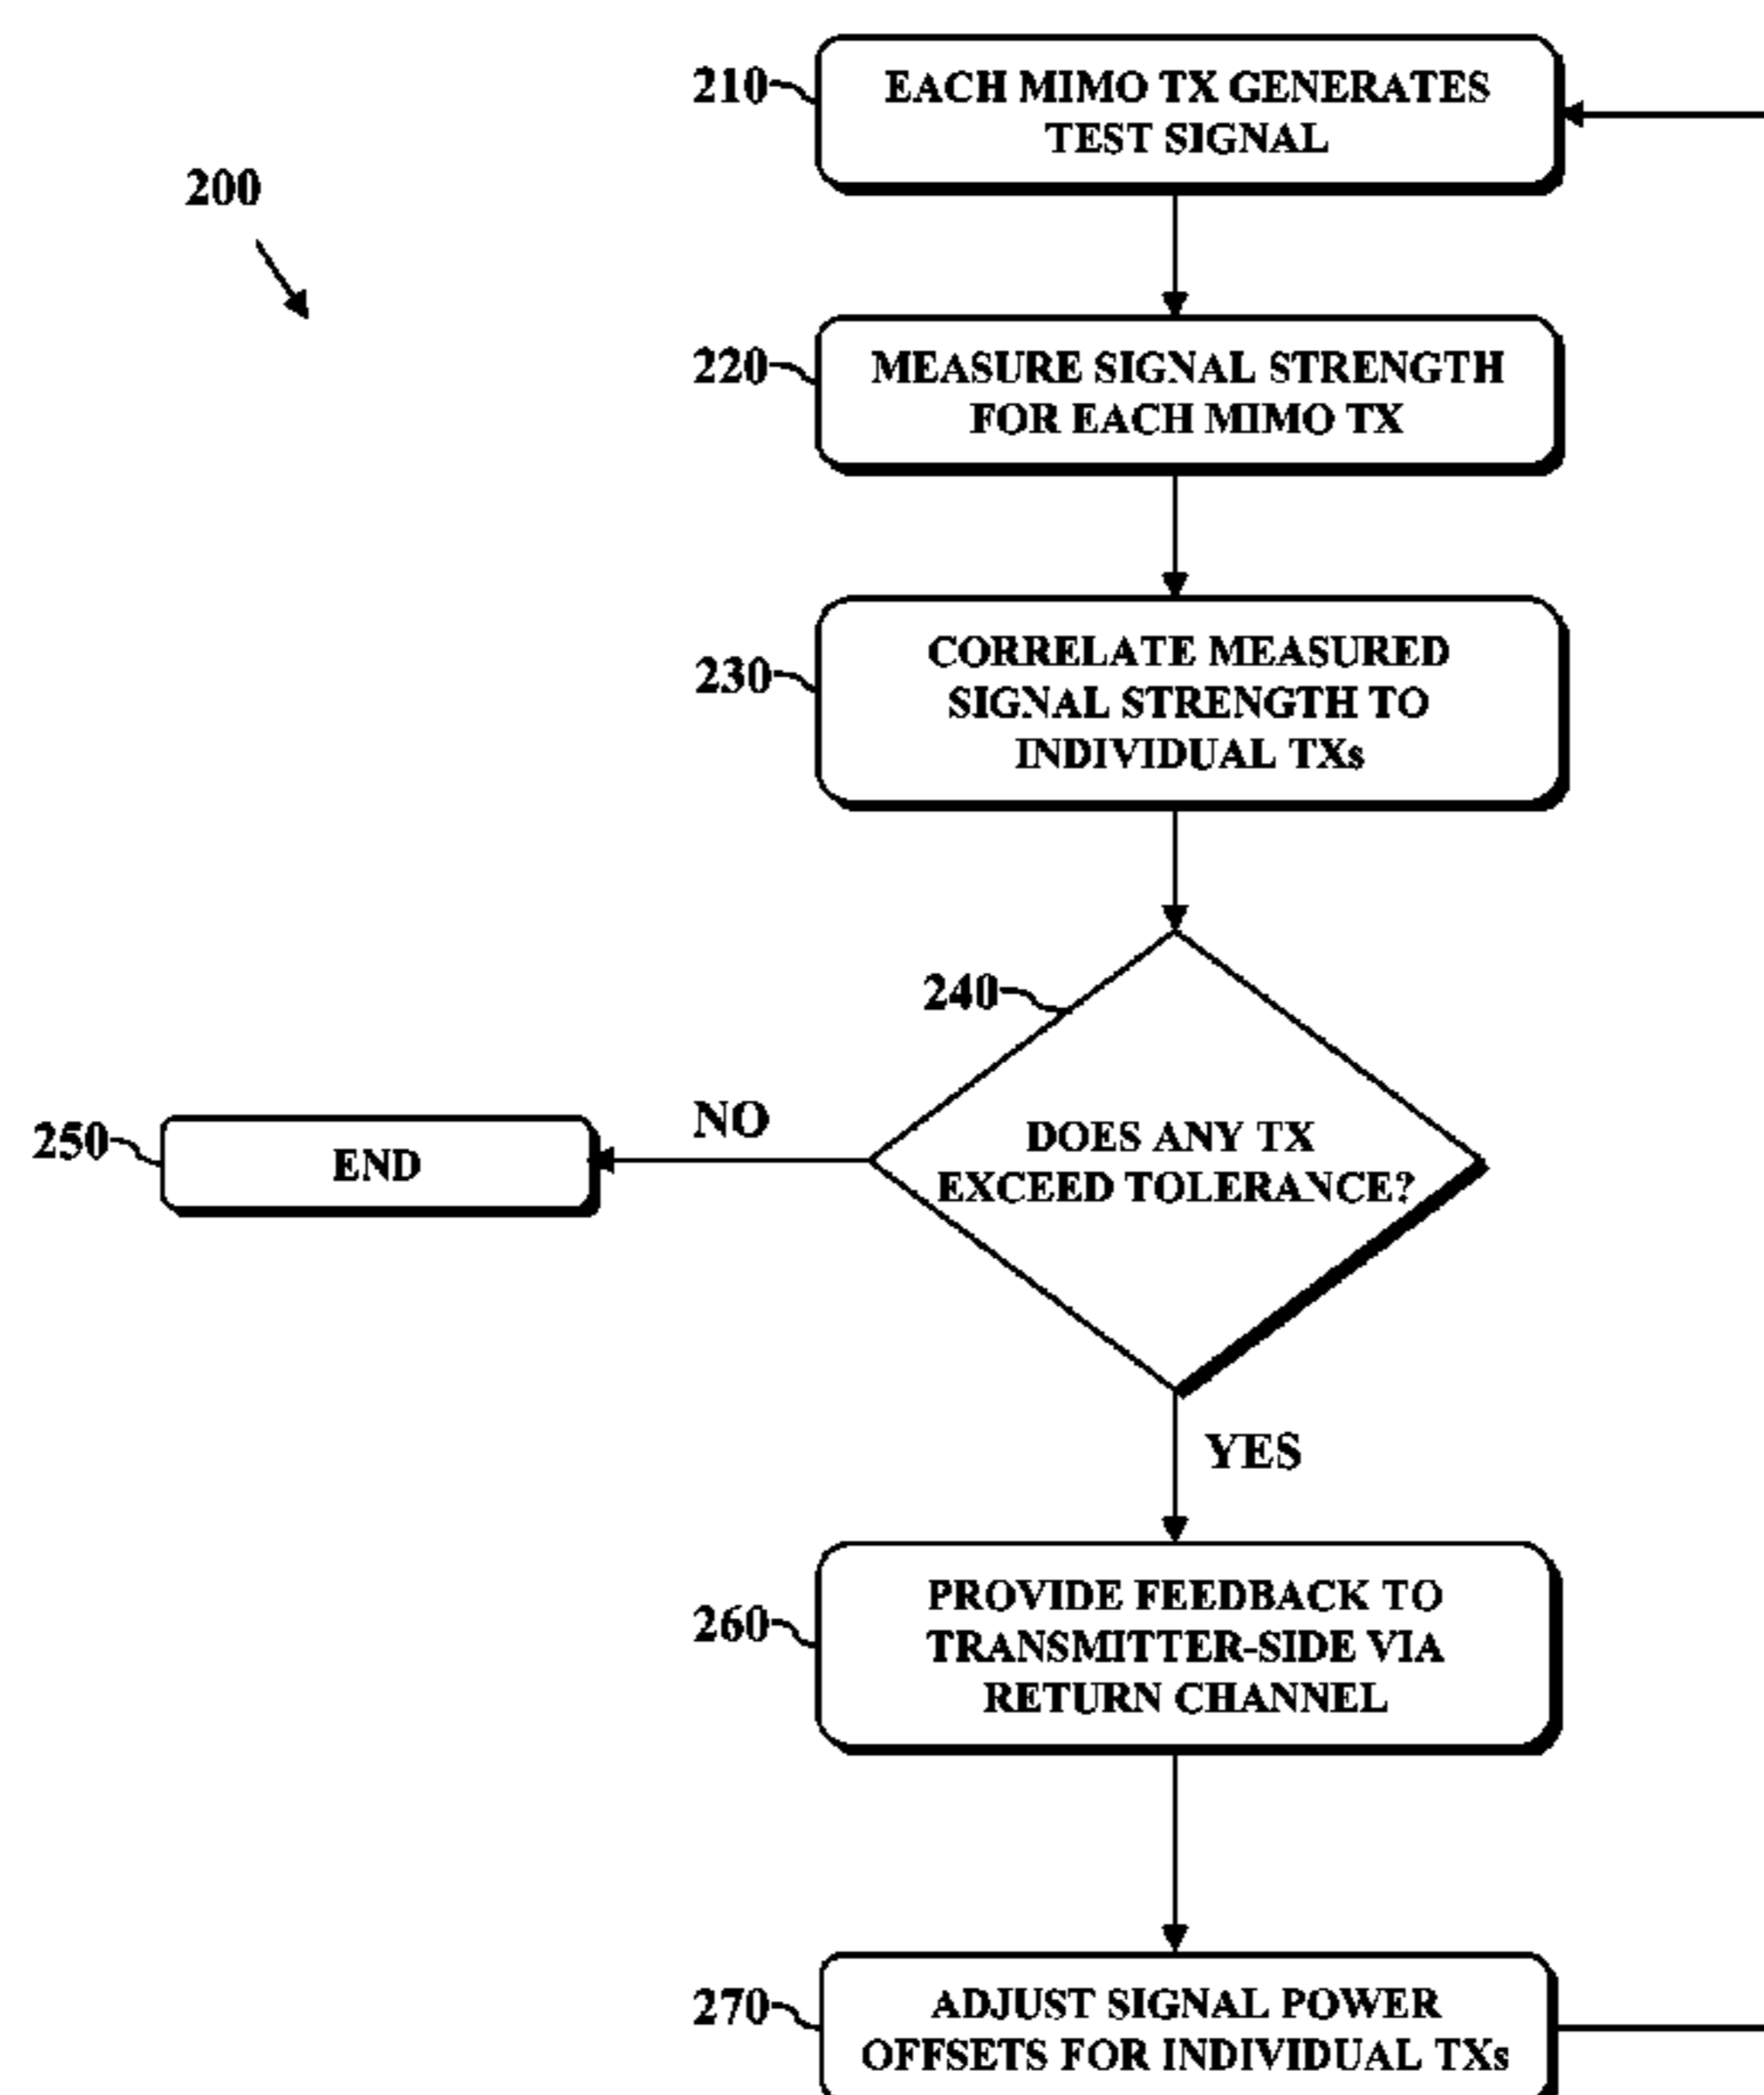 210
EACH MIMO TX GENERATES
TEST SIGNAL
200
220
MEASURE SIGNAL STRENGTH
FOR EACH MIMO TX
230
CORRELATE MEASURED
SIGNAL STRENGTH TO
INDIVIDUAL TXs
240
DOES ANY TX
EXCEED TOLERANCE?
NO
250
END
YES
260
PROVIDE FEEDBACK TO
TRANSMITTER-SIDE VIA
RETURN CHANNEL
270
ADJUST SIGNAL POWER
OFFSETS FOR INDIVIDUAL TXs